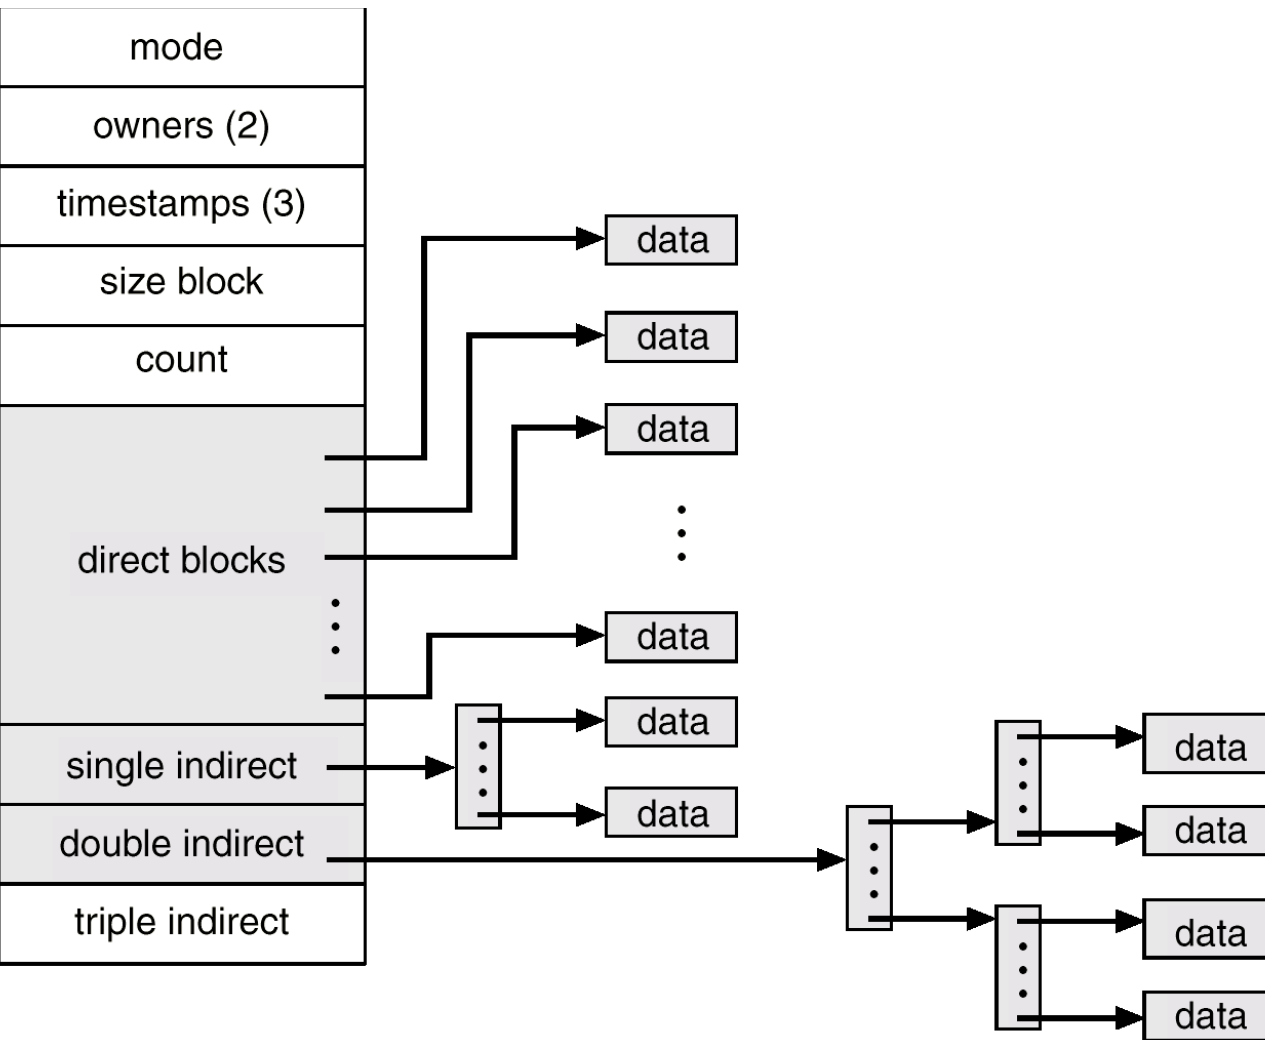 mode
owners (2)
timestamps (3)
size block
count
direct blocks
single indirect
double indirect
triple indirect
data
data
data
data
data
data
data
data
data
data